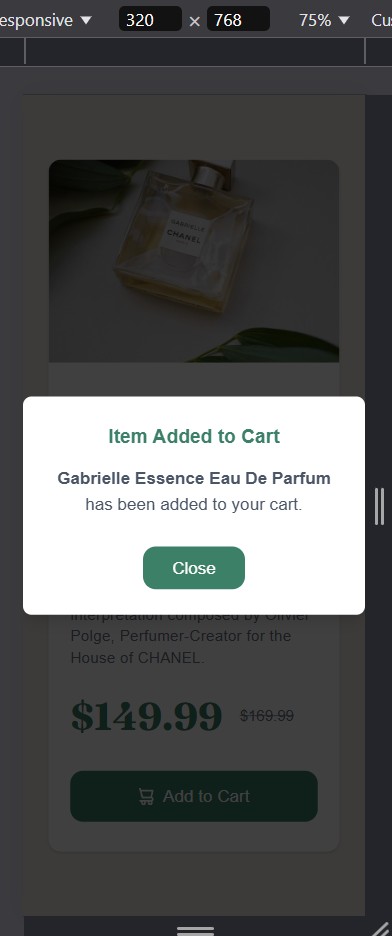 esponsive
320 × 768
75%
Cus
GABRIELLE
CHANEL
Item Added to Cart
Gabrielle Essence Eau De Parfum
has been added to your cart.
Close
interpretation composed by Olivier
Polge, Perfumer-Creator for the
House of CHANEL.
$149.99 $169.99
Add to Cart